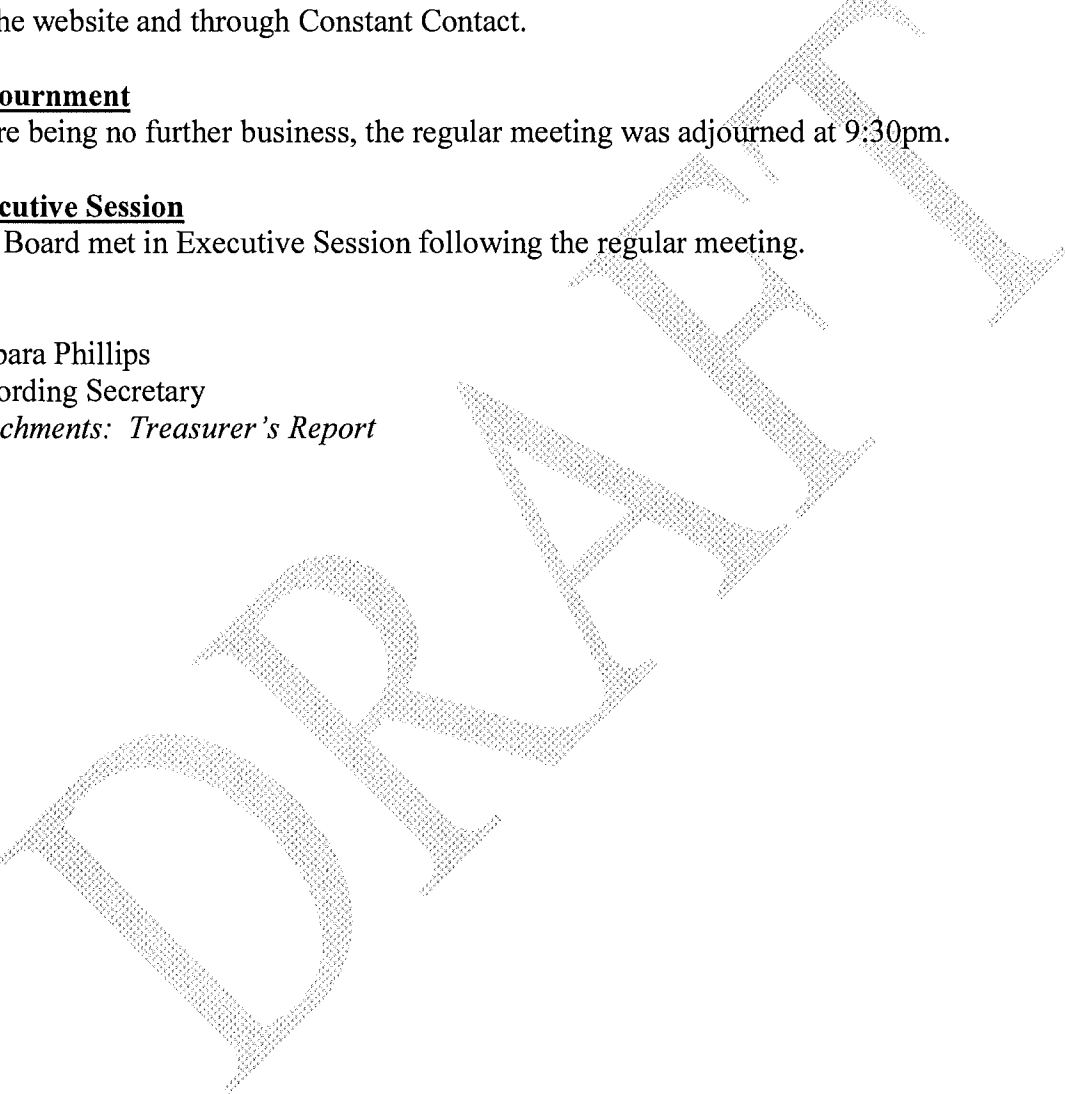 he website and through Constant Contact.
ournment
re being no further business, the regular meeting was adjourned at 9:30pm.
cutive Session
Board met in Executive Session following the regular meeting.
para Phillips
ording Secretary
chments: Treasurer's Report
DRAFT